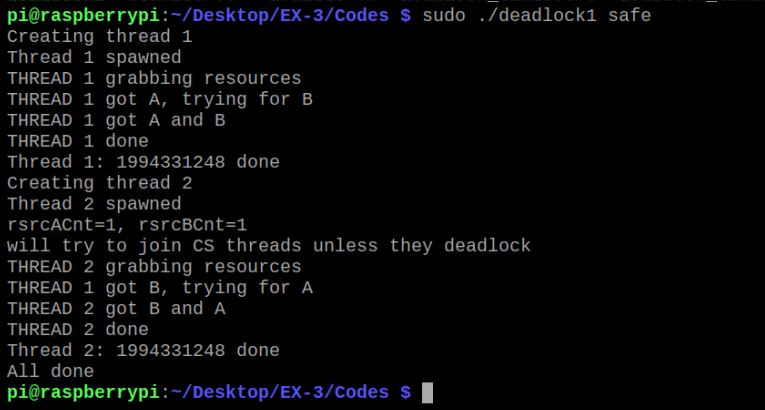 pi@raspberrypi:~/Desktop/EX-3/Codes $ sudo ./deadlock1 safe
Creating thread 1
Thread 1 spawned
THREAD 1 grabbing resources
THREAD 1 got A, trying for B
THREAD 1 got A and B
THREAD 1 done
Thread 1: 1994331248 done
Creating thread 2
Thread 2 spawned
rsrcACnt=1, rsrcBCnt=1
will try to join CS threads unless they deadlock
THREAD 2 grabbing resources
THREAD 1 got B, trying for A
THREAD 2 got B and A
THREAD 2 done
Thread 2: 1994331248 done
All done
pi@raspberrypi:~/Desktop/EX-3/Codes $